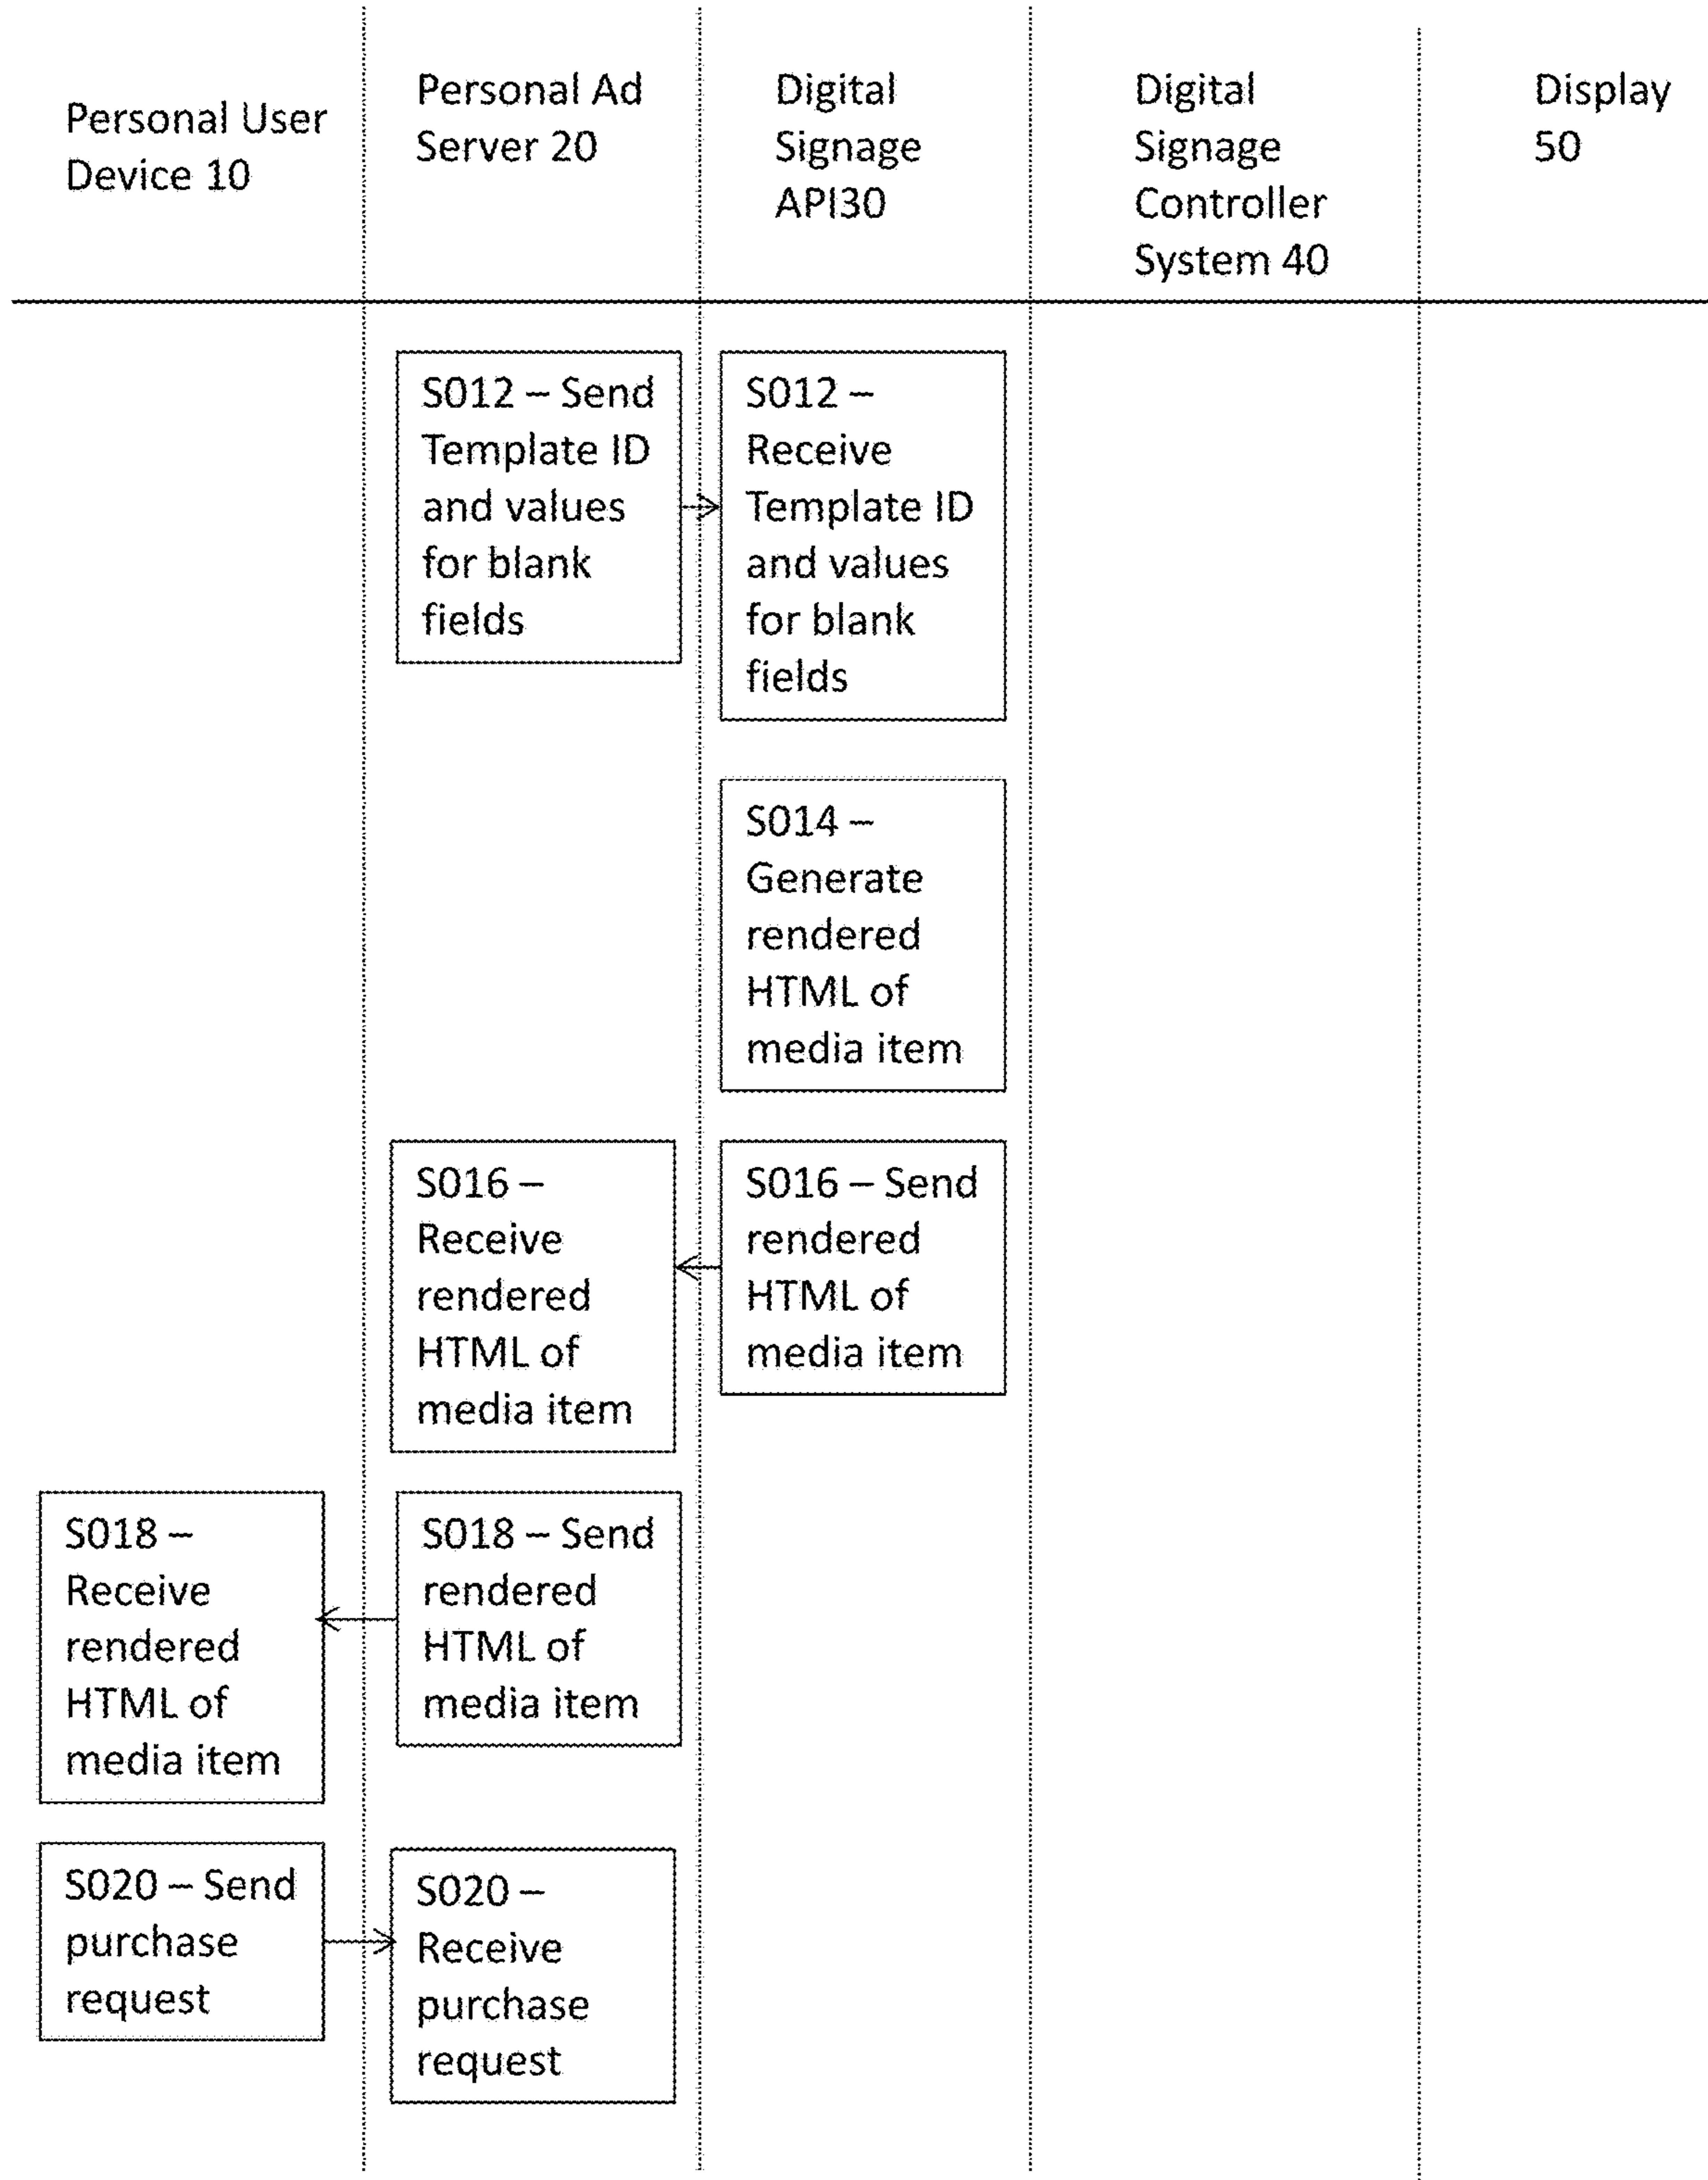 Personal User
Device 10
Personal Ad
Server 20
Digital
Signage
API30
Digital
Signage
Controller
System 40
Display
50
S012 – Send
Template ID
and values
for blank
fields
S012 –
Receive
Template ID
and values
for blank
fields
S014 –
Generate
rendered
HTML of
media item
S016 –
Receive
rendered
HTML of
media item
S016 – Send
rendered
HTML of
media item
S018 –
Receive
rendered
HTML of
media item
S018 – Send
rendered
HTML of
media item
S020 – Send
purchase
request
S020 –
Receive
purchase
request